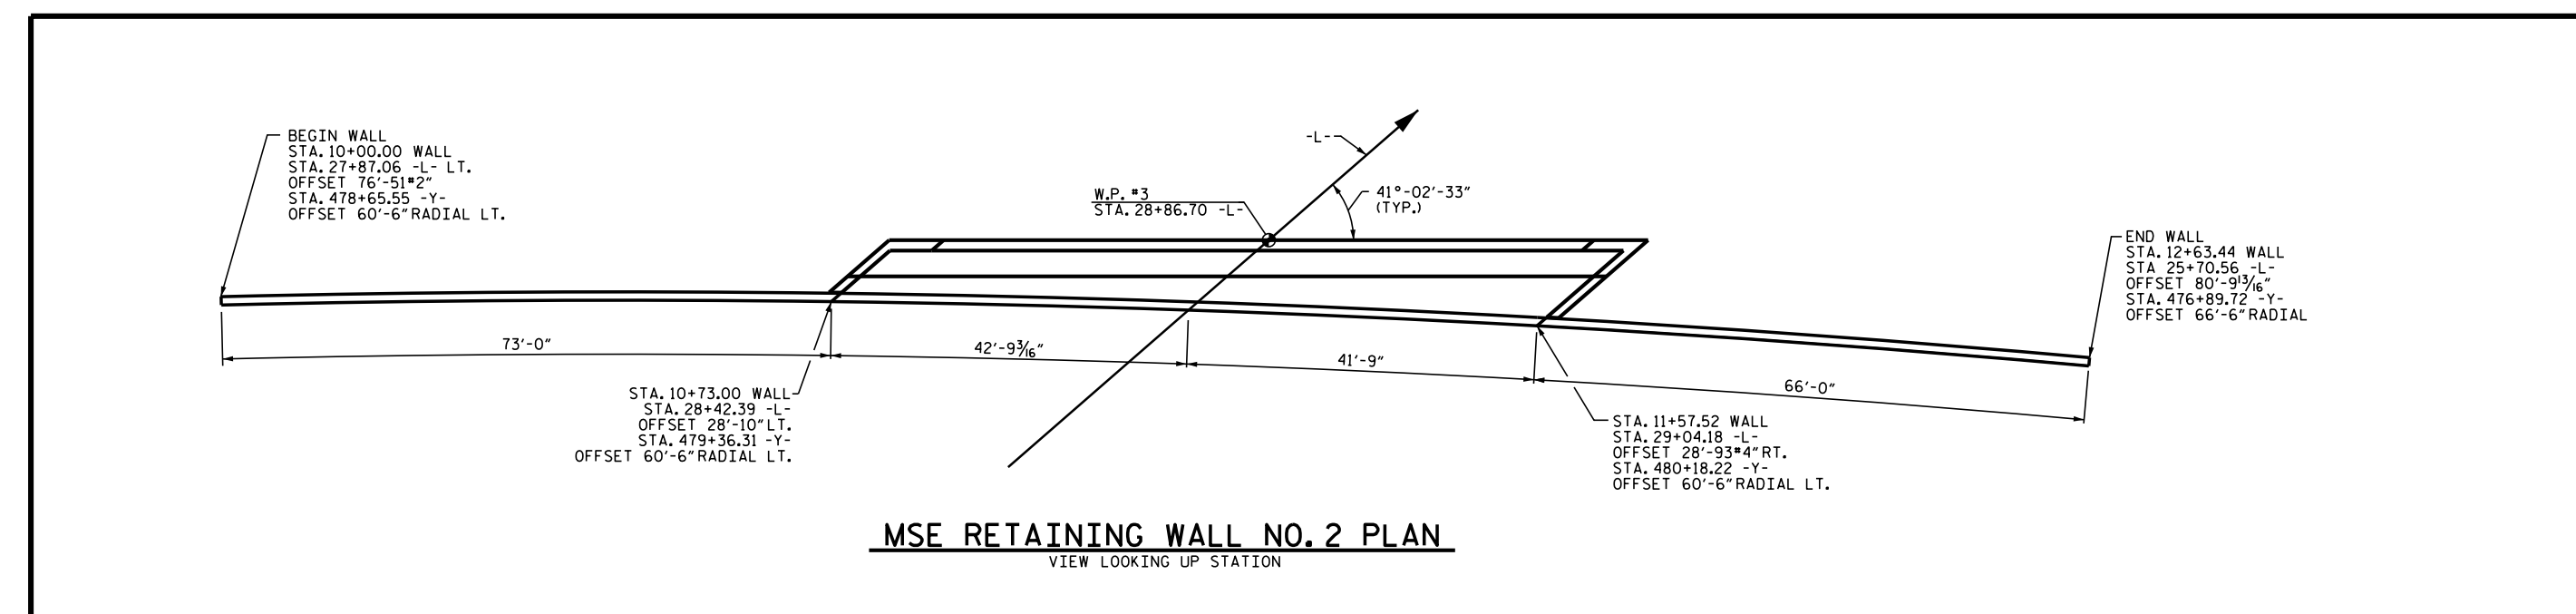 BEGIN WALL
STA. 10+00.00 WALL
STA. 27+87.06 -L- LT.
OFFSET 76'-51#2"
STA. 478+65.55 -Y-
OFFSET 60'-6" RADIAL LT.
-L-
W.P. #3
STA. 28+86.70 -L-
41°-02'-33"
(TYP.)
END WALL
STA. 12+63.44 WALL
STA 25+70.56 -L-
OFFSET 80'-9 13/16"
STA. 476+89.72 -Y-
OFFSET 66'-6" RADIAL
73'-0"
42'-9 3/16"
41'-9"
66'-0"
STA. 10+73.00 WALL
STA. 28+42.39 -L-
OFFSET 28'-10" LT.
STA. 479+36.31 -Y-
OFFSET 60'-6" RADIAL LT.
STA. 11+57.52 WALL
STA. 29+04.18 -L-
OFFSET 28'-93#4" RT.
STA. 480+18.22 -Y-
OFFSET 60'-6" RADIAL LT.
MSE RETAINING WALL NO. 2 PLAN
VIEW LOOKING UP STATION